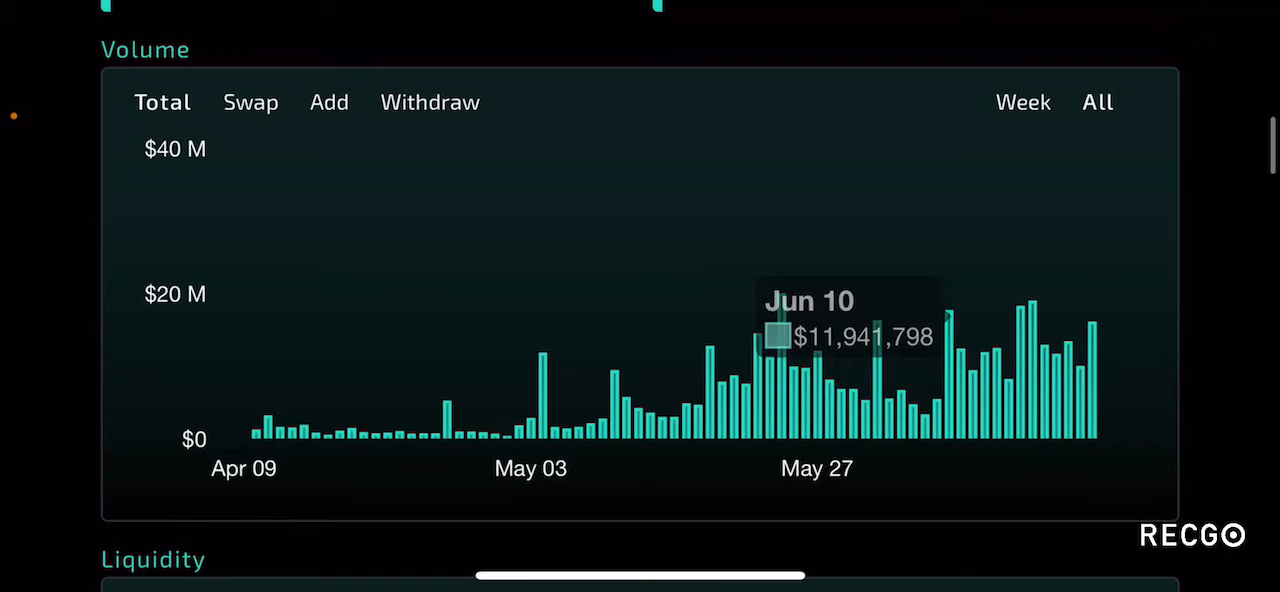 Volume
Total Swap Add Withdraw Week All
$40 M
$20 M
Jun 10
$11,941,798
$0
Apr 09 May 03 May 27
RECGO
Liquidity